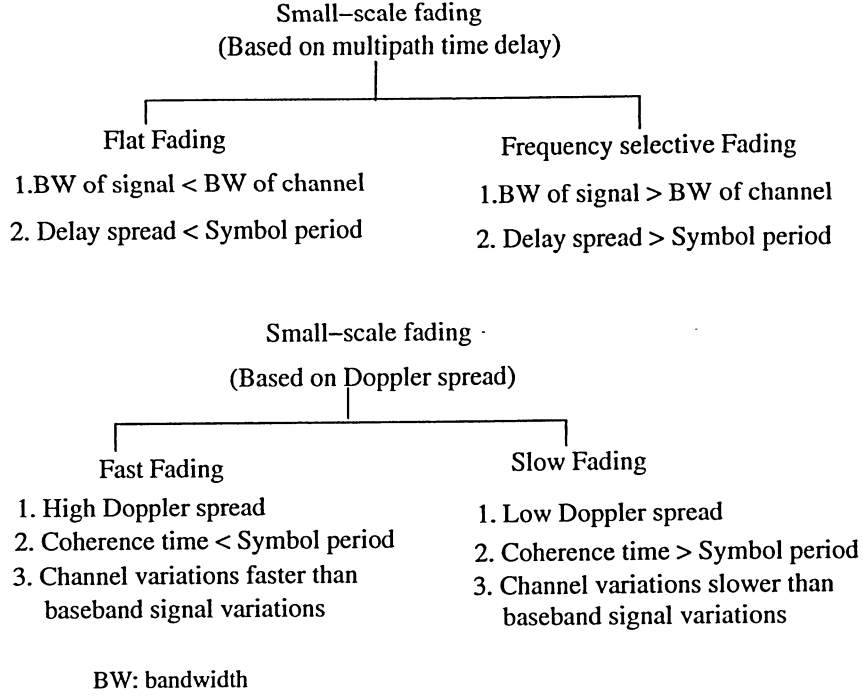 Small–scale fading
(Based on multipath time delay)
Flat Fading
1.BW of signal < BW of channel
2. Delay spread < Symbol period
Frequency selective Fading
1.BW of signal > BW of channel
2. Delay spread > Symbol period
Small–scale fading
(Based on Doppler spread)
Fast Fading
1. High Doppler spread
2. Coherence time < Symbol period
3. Channel variations faster than
baseband signal variations
Slow Fading
1. Low Doppler spread
2. Coherence time > Symbol period
3. Channel variations slower than
baseband signal variations
BW: bandwidth